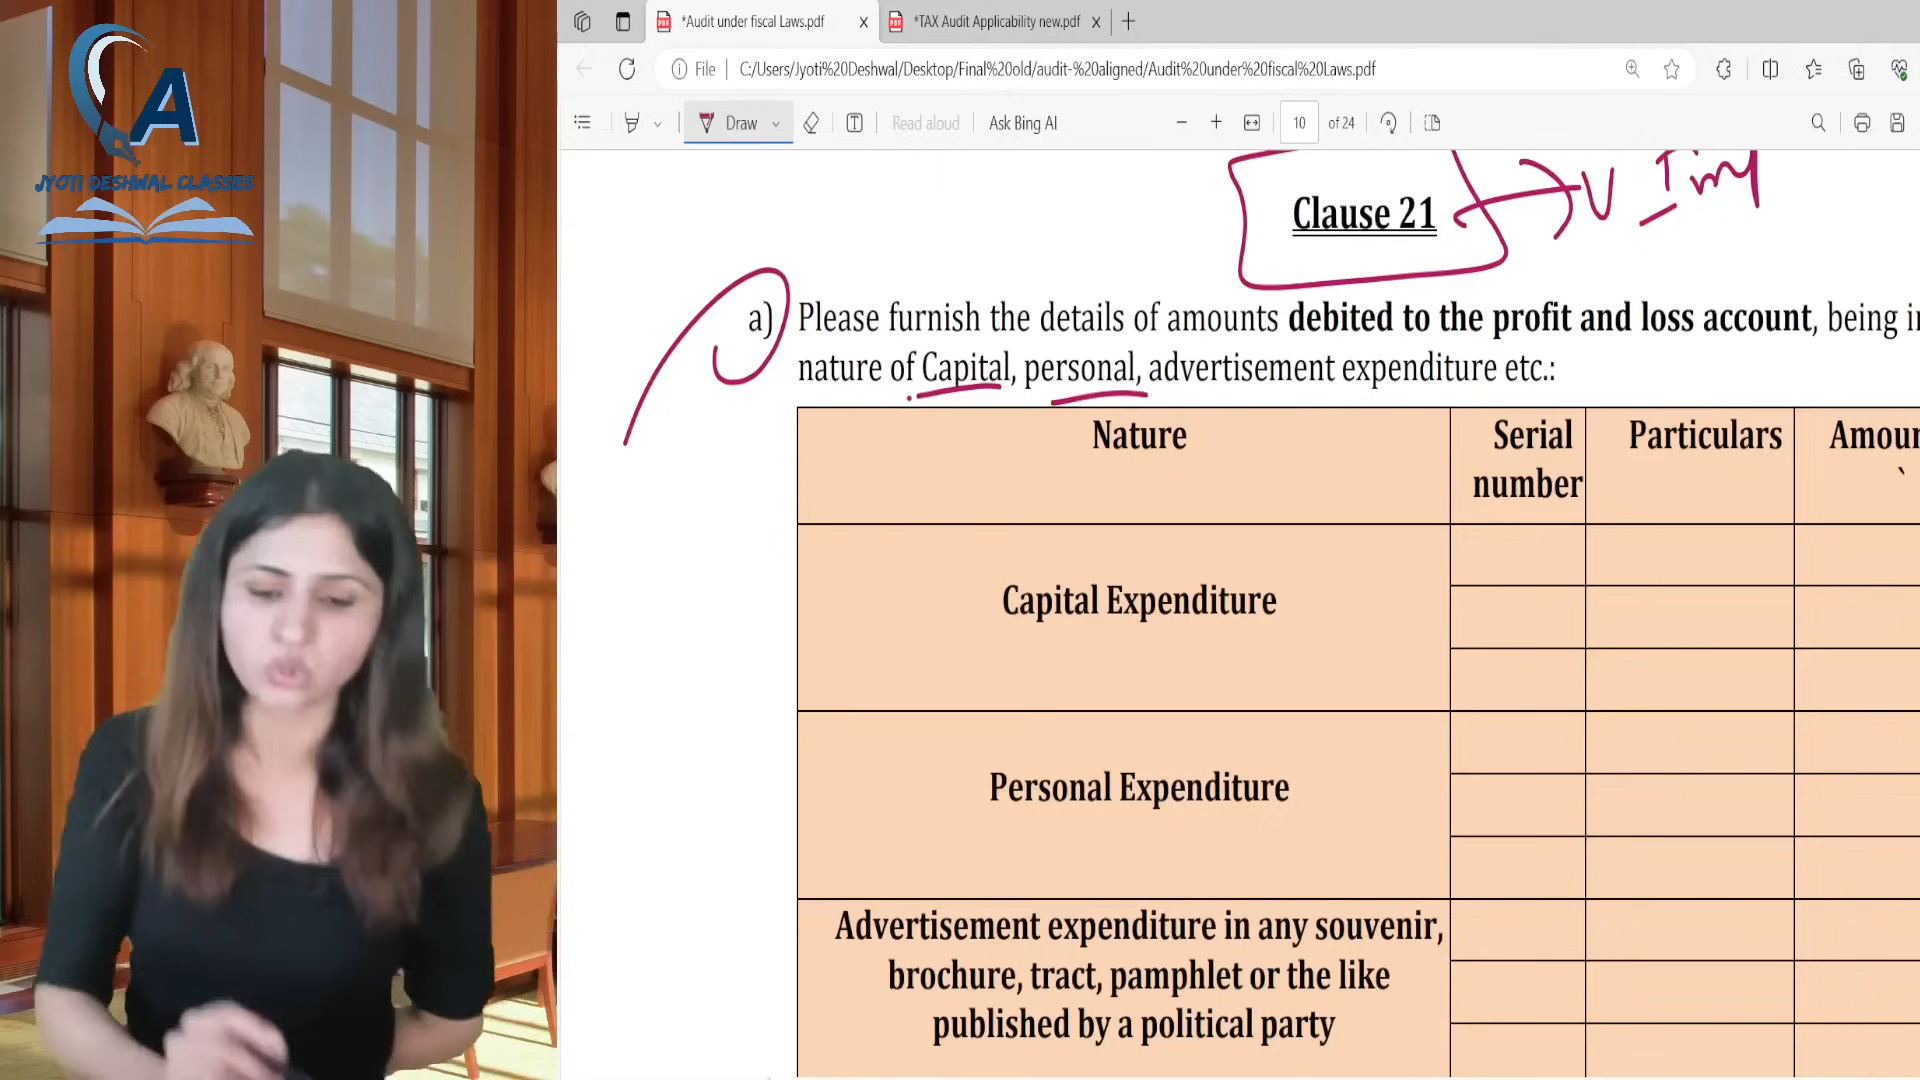 A
JYOTI DESHWAL CLASSES
*Audit under fiscal Laws.pdf
*TAX Audit Applicability new.pdf
File C:/Users/Jyoti%20Deshwal/Desktop/Final%20old/audit-%20aligned/Audit%20under%20fiscal%20Laws.pdf
Draw Read aloud Ask Bing AI 10 of 24
Clause 21 V Imp
a) Please furnish the details of amounts debited to the profit and loss account, being in
nature of Capital, personal, advertisement expenditure etc.:
Nature Serial number Particulars Amoun
`
Capital Expenditure
Personal Expenditure
Advertisement expenditure in any souvenir,
brochure, tract, pamphlet or the like
published by a political party